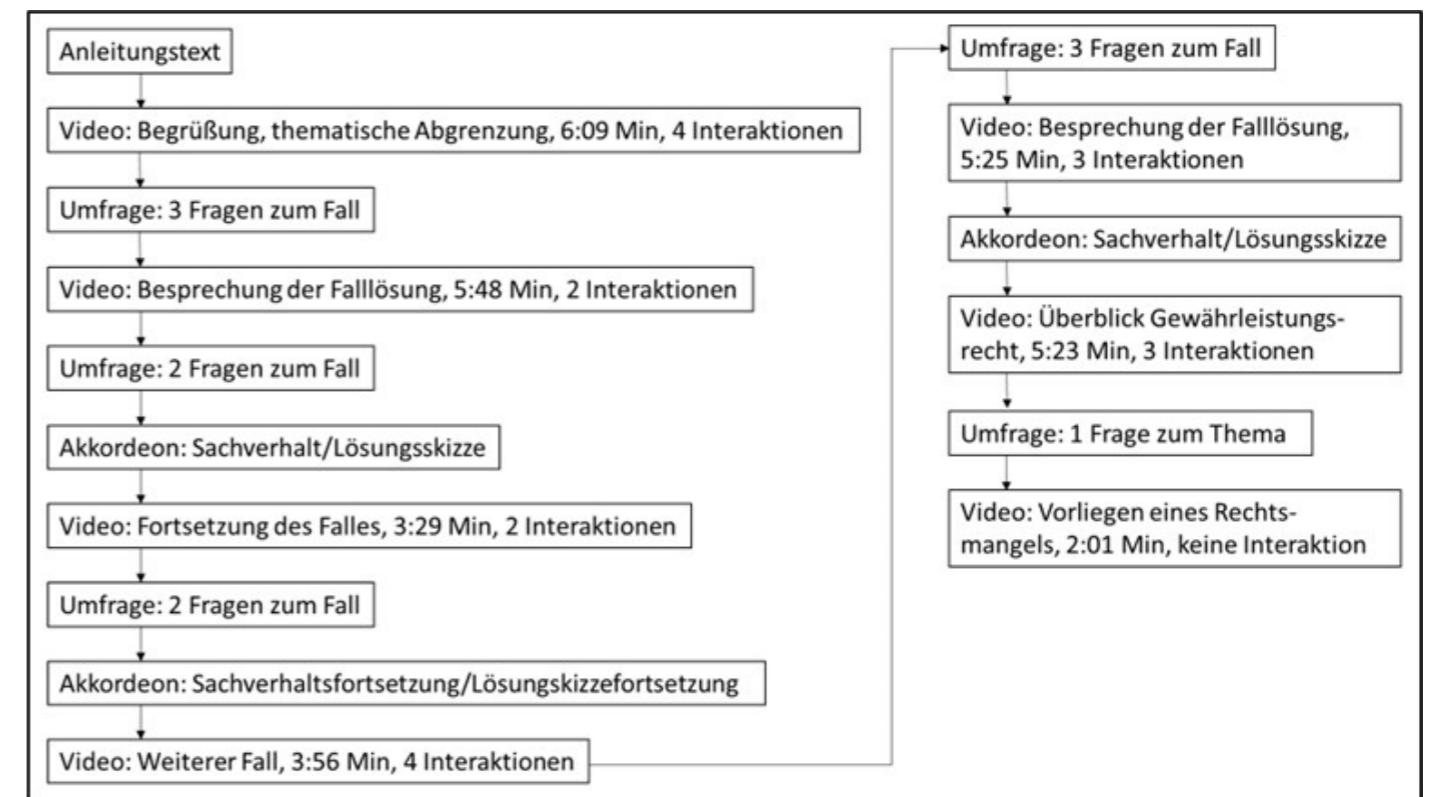 Anleitungstext
Video: Begrüßung, thematische Abgrenzung, 6:09 Min, 4 Interaktionen
Umfrage: 3 Fragen zum Fall
Video: Besprechung der Falllösung, 5:48 Min, 2 Interaktionen
Umfrage: 2 Fragen zum Fall
Akkordeon: Sachverhalt/Lösungsskizze
Video: Fortsetzung des Falles, 3:29 Min, 2 Interaktionen
Umfrage: 2 Fragen zum Fall
Akkordeon: Sachverhaltsfortsetzung/Lösungskizzefortsetzung
Video: Weiterer Fall, 3:56 Min, 4 Interaktionen
Umfrage: 3 Fragen zum Fall
Video: Besprechung der Falllösung,
5:25 Min, 3 Interaktionen
Akkordeon: Sachverhalt/Lösungsskizze
Video: Überblick Gewährleistungs-
recht, 5:23 Min, 3 Interaktionen
Umfrage: 1 Frage zum Thema
Video: Vorliegen eines Rechts-
mangels, 2:01 Min, keine Interaktion